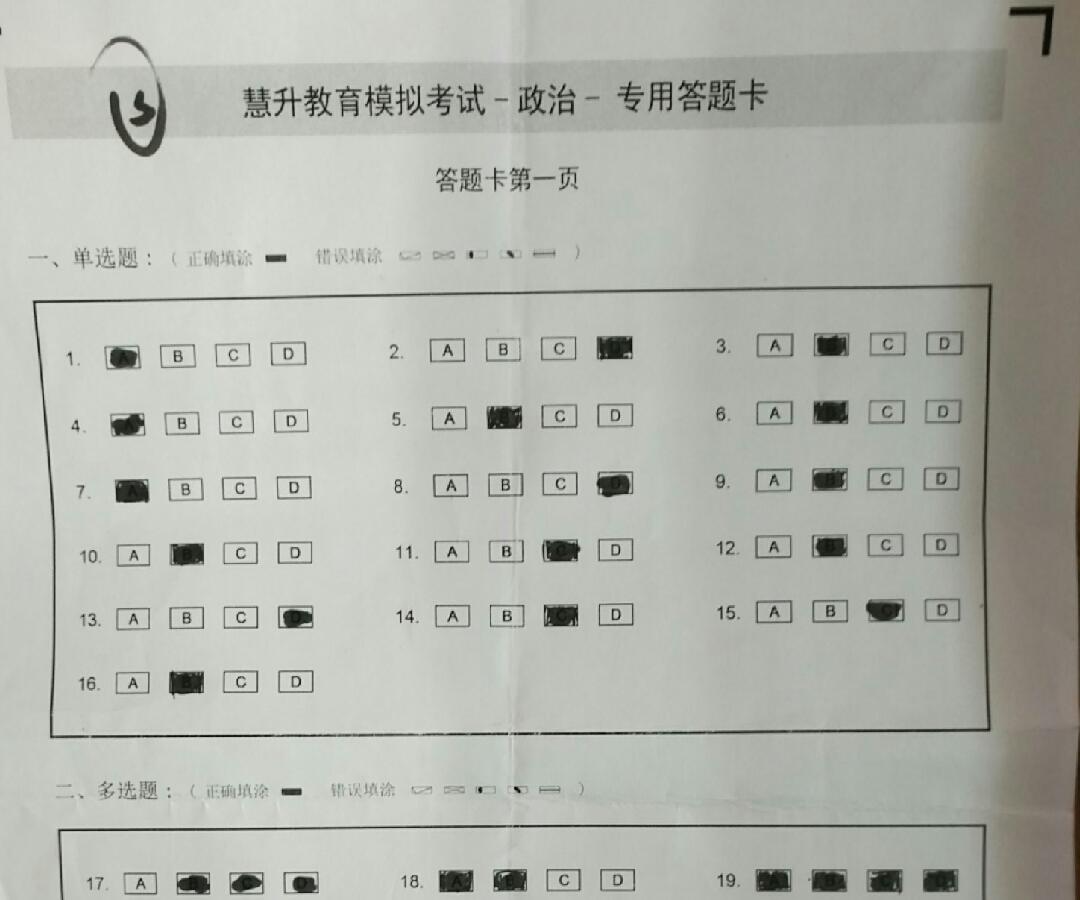 慧升教育模拟考试－政治－ 专用答题卡
答题卡第一页
一、单选题：（ 正确填涂 错误填涂 ）
1. A B C D 2. A B C D 3. A C D
4. A B C D 5. A B C D 6. A B C D
7. A B C D 8. A B C D 9. A B C D
10. A B C D 11. A B C D 12. A B C D
13. A B C D 14. A B C D 15. A B C D
16. A B C D
二、多选题：（ 正确填涂 错误填涂 ）
17. A B C D 18. A B C D 19. A B C D